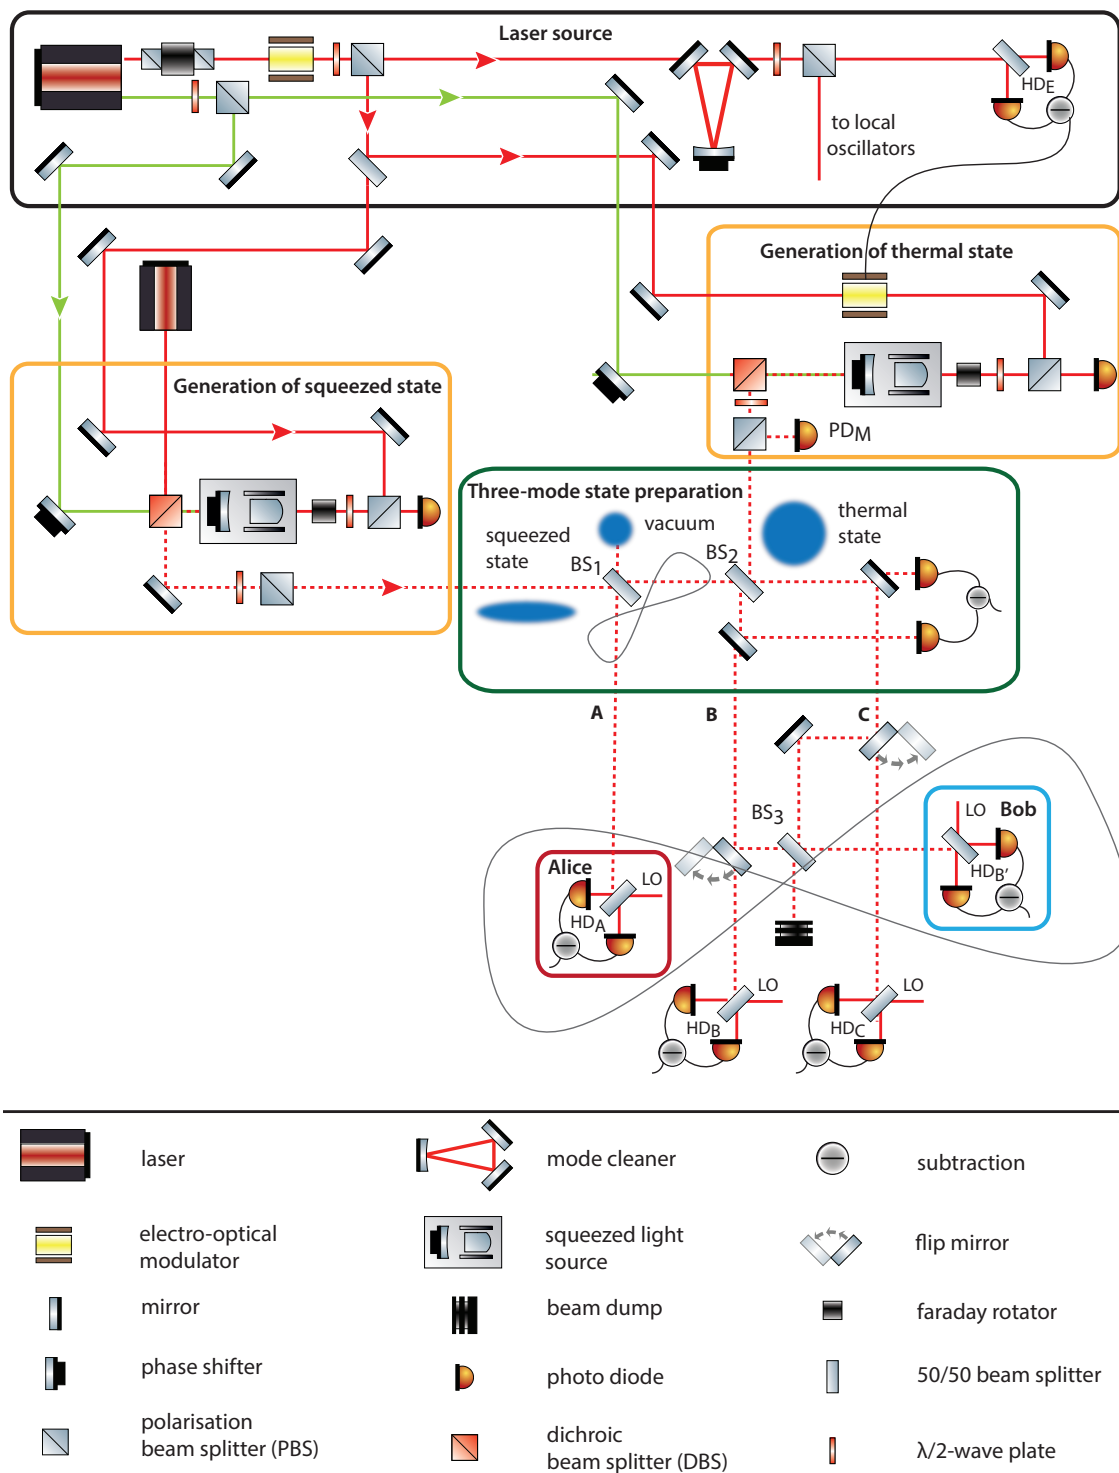 Laser source
HDE
to local
oscillators
Generation of thermal state
Generation of squeezed state
PDM
Three-mode state preparation
squeezed
state
vacuum
thermal
state
BS1
BS2
A
B
C
BS3
LO
Bob
HDB'
Alice
LO
HDA
LO
HDB
LO
HDC
laser
mode cleaner
subtraction
electro-optical
modulator
squeezed light
source
flip mirror
mirror
beam dump
faraday rotator
phase shifter
photo diode
50/50 beam splitter
polarisation
beam splitter (PBS)
dichroic
beam splitter (DBS)
λ/2-wave plate